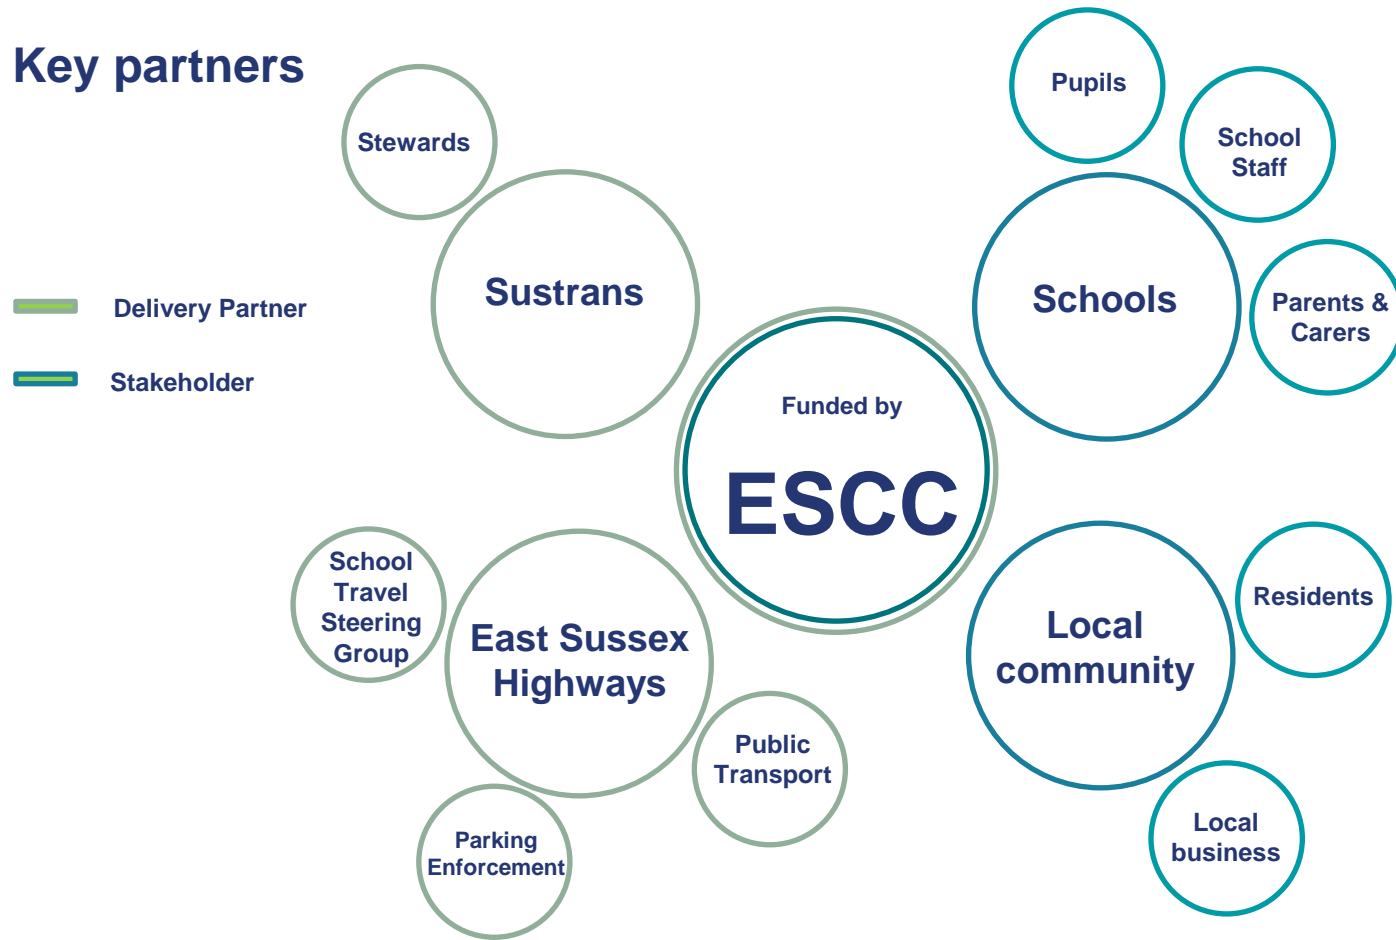 Key partners
Delivery Partner
Stakeholder
Stewards
Sustrans
Funded by
ESCC
Pupils
School
Staff
Schools
Parents &
Carers
School
Travel
Steering
Group
East Sussex
Highways
Public
Transport
Parking
Enforcement
Local
community
Residents
Local
business